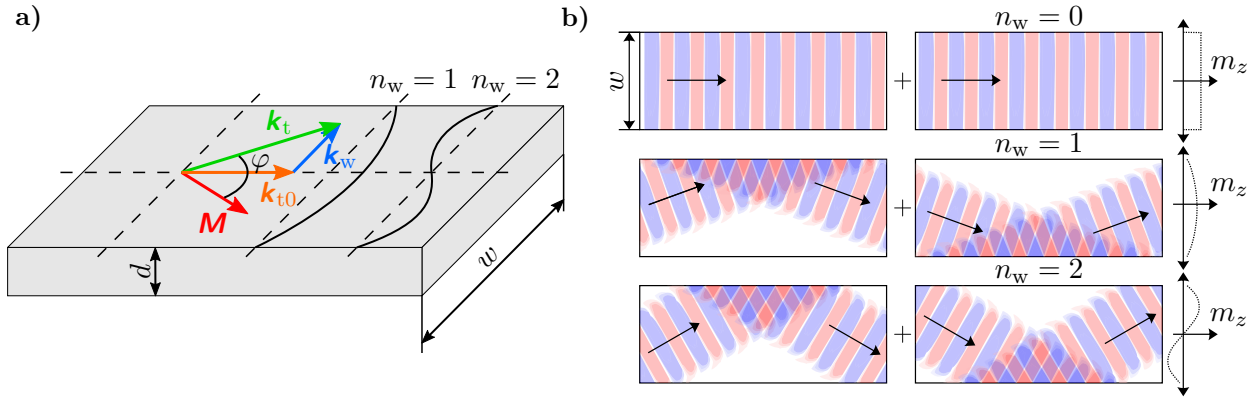 a)
n_w = 1
n_w = 2
k_t
k_w
φ
k_t0
M
d
w
b)
n_w = 0
w
+
m_z
n_w = 1
+
m_z
n_w = 2
+
m_z